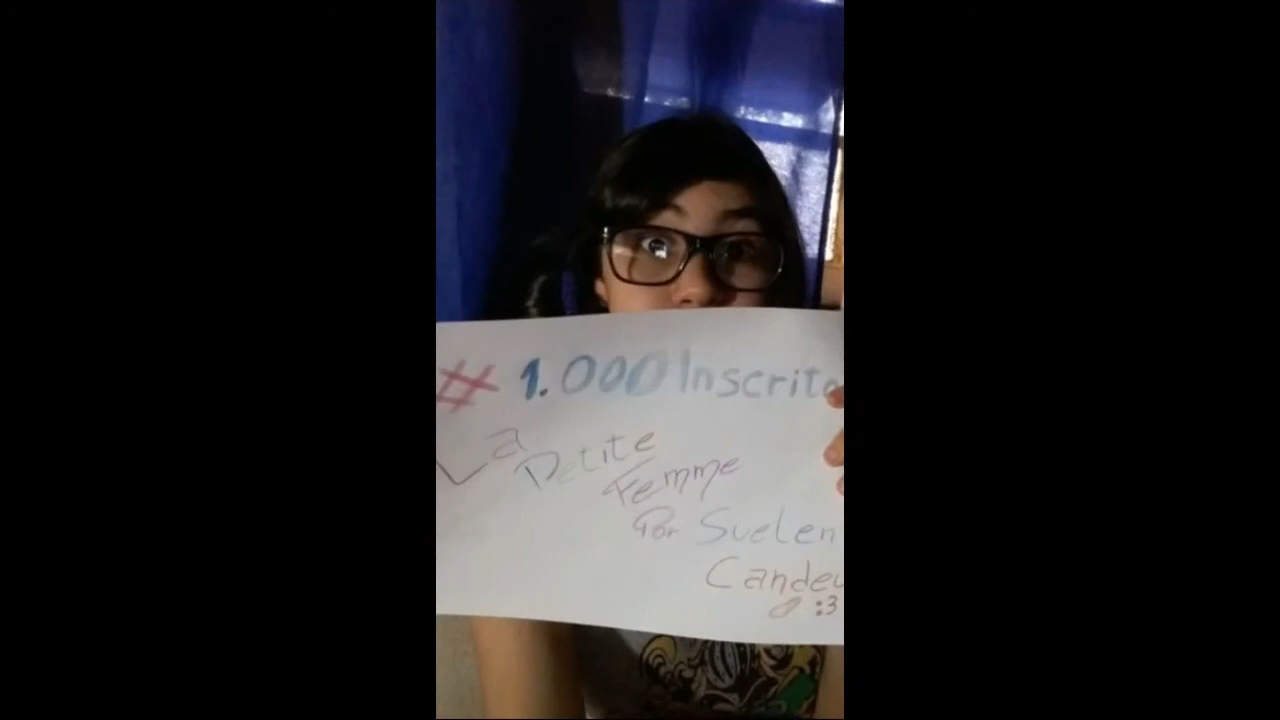 # 1.000 Inscrito
La Petite
Femme
Por Suelen
Candeu
:3